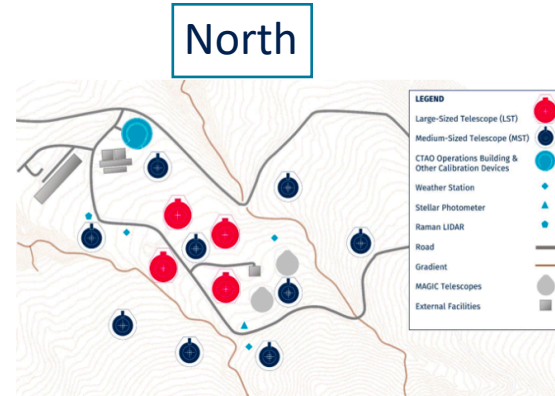 North
LEGEND
Large-Sized Telescope (LST)
Medium-Sized Telescope (MST)
CTAO Operations Building &
Other Calibration Devices
Weather Station
Stellar Photometer
Raman LIDAR
Road
Gradient
MAGIC Telescopes
External Facilities